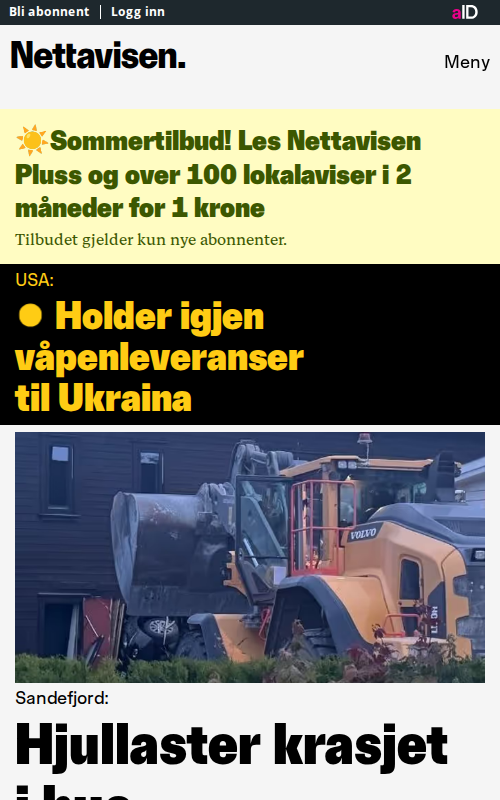 Bli abonnent | Logg inn
aID
Nettavisen.
Meny
☀️Sommertilbud! Les Nettavisen
Pluss og over 100 lokalaviser i 2
måneder for 1 krone
Tilbudet gjelder kun nye abonnenter.
USA:
Holder igjen
våpenleveranser
til Ukraina
VOLVO
Sandefjord:
Hjullaster krasjet
i hus